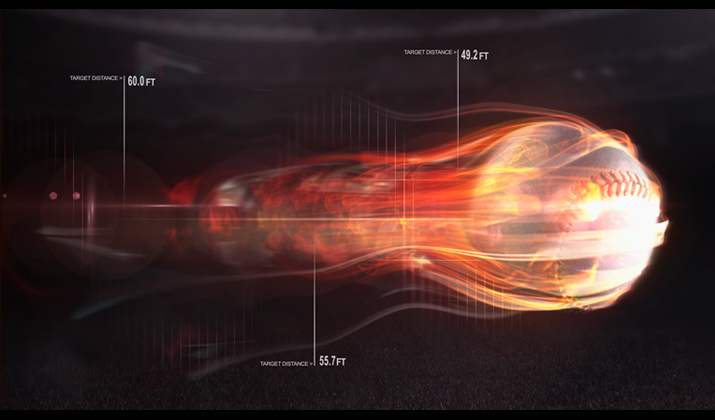 TARGET DISTANCE > 49.2 FT
TARGET DISTANCE > 60.0 FT
TARGET DISTANCE > 55.7 FT